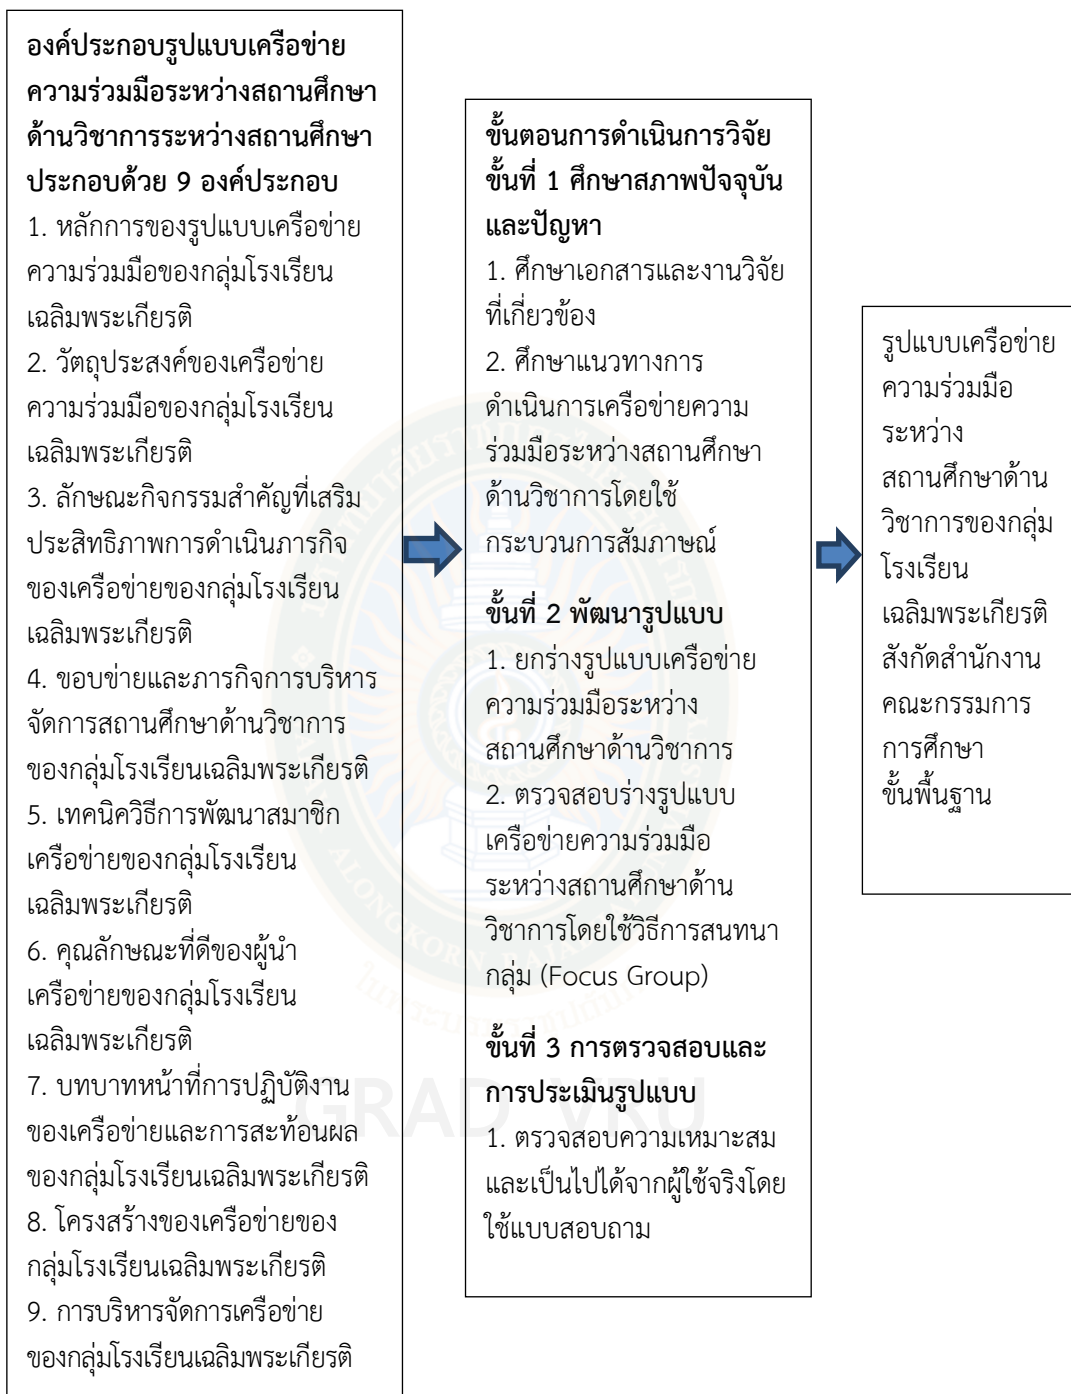 องค์ประกอบรูปแบบเครือข่าย
ความร่วมมือระหว่างสถานศึกษา
ด้านวิชาการระหว่างสถานศึกษา
ประกอบด้วย 9 องค์ประกอบ
1. หลักการของรูปแบบเครือข่าย
ความร่วมมือของกลุ่มโรงเรียน
เฉลิมพระเกียรติ
2. วัตถุประสงค์ของเครือข่าย
ความร่วมมือของกลุ่มโรงเรียน
เฉลิมพระเกียรติ
3. ลักษณะกิจกรรมสำคัญที่เสริม
ประสิทธิภาพการดำเนินภารกิจ
ของเครือข่ายของกลุ่มโรงเรียน
เฉลิมพระเกียรติ
4. ขอบข่ายและภารกิจการบริหาร
จัดการสถานศึกษาด้านวิชาการ
ของกลุ่มโรงเรียนเฉลิมพระเกียรติ
5. เทคนิควิธีการพัฒนาสมาชิก
เครือข่ายของกลุ่มโรงเรียน
เฉลิมพระเกียรติ
6. คุณลักษณะที่ดีของผู้นำ
เครือข่ายของกลุ่มโรงเรียน
เฉลิมพระเกียรติ
7. บทบาทหน้าที่การปฏิบัติงาน
ของเครือข่ายและการสะท้อนผล
ของกลุ่มโรงเรียนเฉลิมพระเกียรติ
8. โครงสร้างของเครือข่ายของ
กลุ่มโรงเรียนเฉลิมพระเกียรติ
9. การบริหารจัดการเครือข่าย
ของกลุ่มโรงเรียนเฉลิมพระเกียรติ
ขั้นตอนการดำเนินการวิจัย
ขั้นที่ 1 ศึกษาสภาพปัจจุบัน
และปัญหา
1. ศึกษาเอกสารและงานวิจัย
ที่เกี่ยวข้อง
2. ศึกษาแนวทางการ
ดำเนินการเครือข่ายความ
ร่วมมือระหว่างสถานศึกษา
ด้านวิชาการโดยใช้
กระบวนการสัมภาษณ์
ขั้นที่ 2 พัฒนารูปแบบ
1. ยกร่างรูปแบบเครือข่าย
ความร่วมมือระหว่าง
สถานศึกษาด้านวิชาการ
2. ตรวจสอบร่างรูปแบบ
เครือข่ายความร่วมมือ
ระหว่างสถานศึกษาด้าน
วิชาการโดยใช้วิธีการสนทนา
กลุ่ม (Focus Group)
ขั้นที่ 3 การตรวจสอบและ
การประเมินรูปแบบ
1. ตรวจสอบความเหมาะสม
และเป็นไปได้จากผู้ใช้จริงโดย
ใช้แบบสอบถาม
รูปแบบเครือข่าย
ความร่วมมือ
ระหว่าง
สถานศึกษาด้าน
วิชาการของกลุ่ม
โรงเรียน
เฉลิมพระเกียรติ
สังกัดสำนักงาน
คณะกรรมการ
การศึกษา
ขั้นพื้นฐาน
GRAD VRU